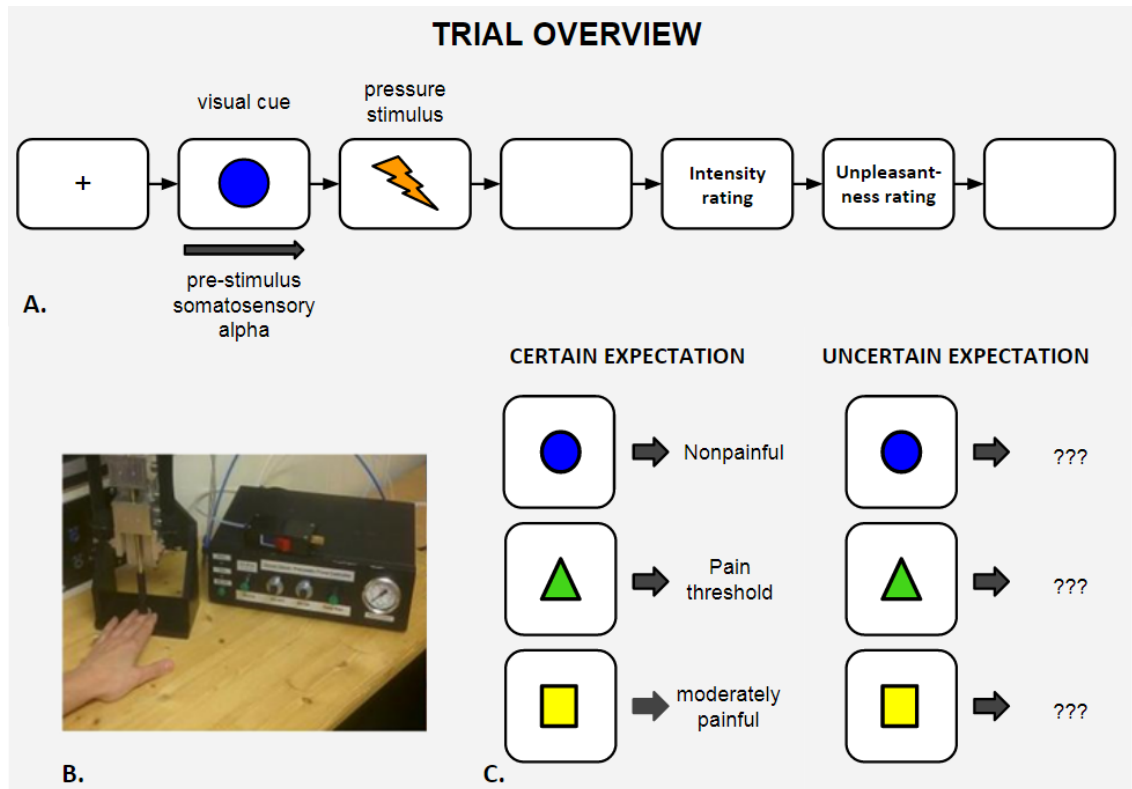 TRIAL OVERVIEW
visual cue
pressure
stimulus
+
Intensity
rating
Unpleasant-
ness rating
pre-stimulus
somatosensory
alpha
A.
CERTAIN EXPECTATION
UNCERTAIN EXPECTATION
Nonpainful
???
Pain
threshold
???
moderately
painful
???
B.
C.